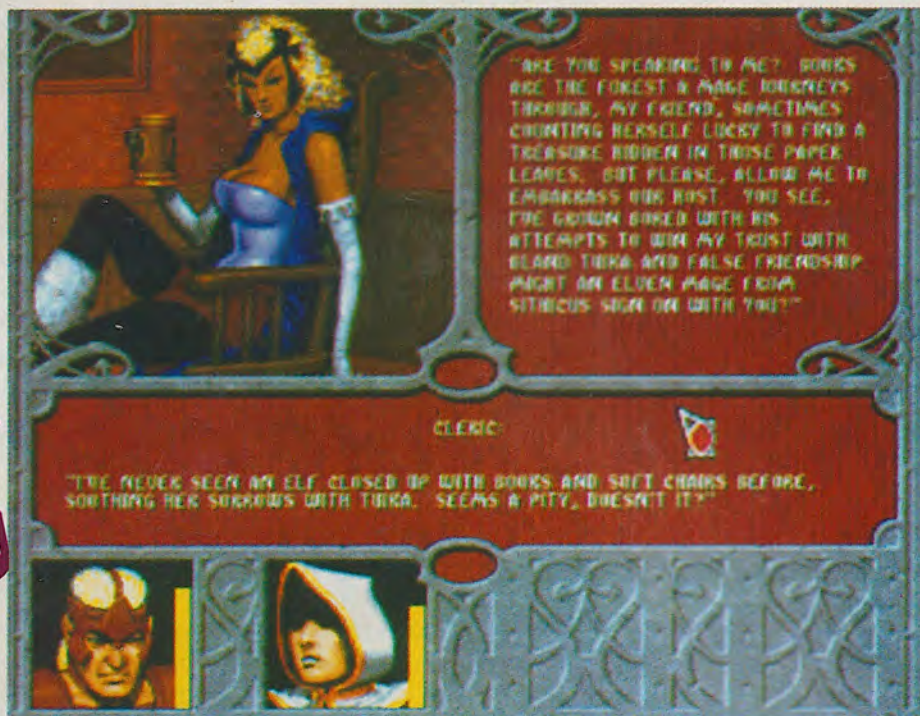 "ARE YOU SPEAKING TO ME? BOOKS
ARE THE FOREST A MAGE JOURNEYS
THROUGH, MY FRIEND, SOMETIMES
COUNTING HERSELF LUCKY TO FIND A
TREASURE HIDDEN IN THOSE PAPER
LEAVES. BUT PLEASE, ALLOW ME TO
EMBARRASS OUR HOST. YOU SEE,
I'VE GROWN BORED WITH HIS
ATTEMPTS TO WIN MY TRUST WITH
BLAND TIIKA AND FALSE FRIENDSHIP
MIGHT AN ELVEN MAGE FROM
SITHICUS SIGN ON WITH YOU?"
CLERIC:
"I'VE NEVER SEEN AN ELF CLOSED UP WITH BOOKS AND SOFT CHAIRS BEFORE,
SOOTHING HER SORROWS WITH TIIKA. SEEMS A PITY, DOESN'T IT?"